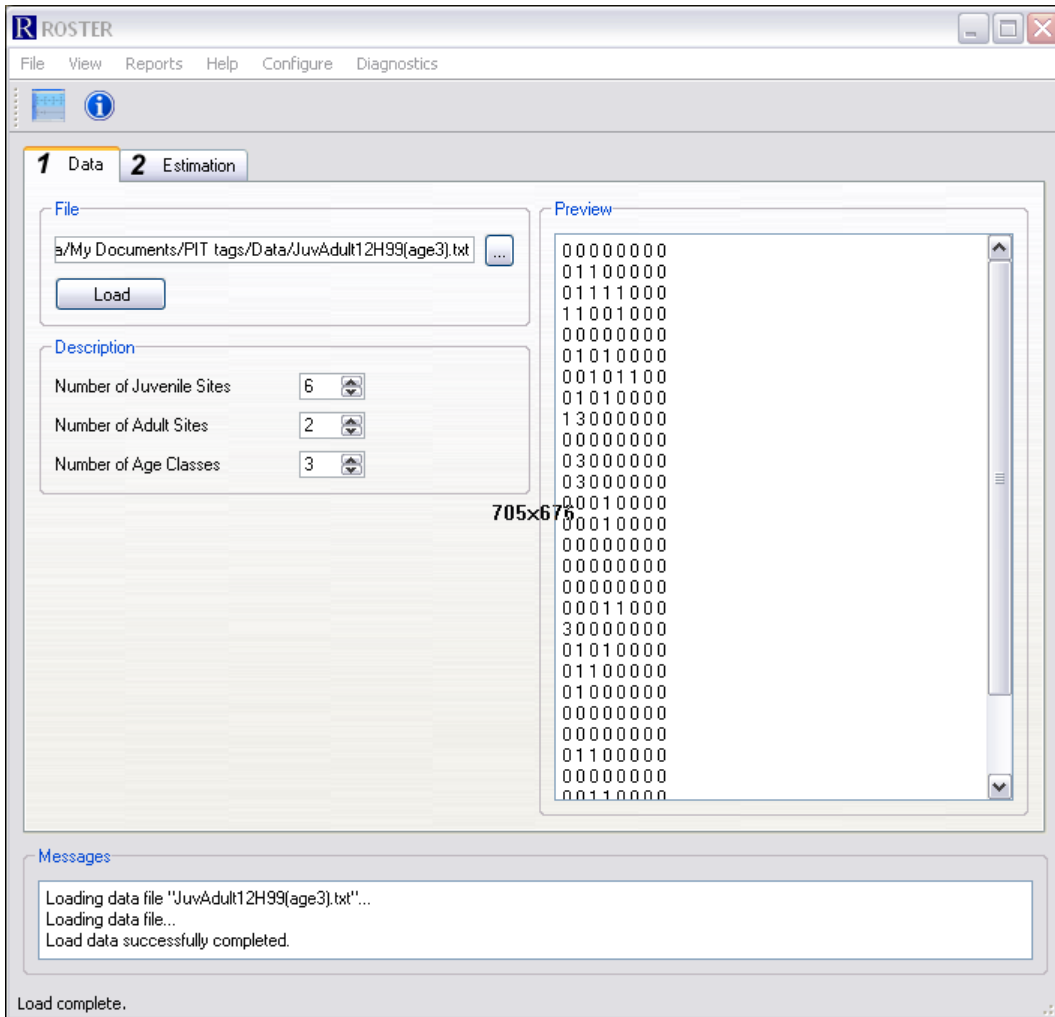 R ROSTER
File View Reports Help Configure Diagnostics
1 Data 2 Estimation
File
a/My Documents/PIT tags/Data/JuvAdult12H99(age3).txt ...
Load
Description
Number of Juvenile Sites 6
Number of Adult Sites 2
Number of Age Classes 3
705x676
Preview
0 0 0 0 0 0 0 0
0 1 1 0 0 0 0 0
0 1 1 1 1 0 0 0
1 1 0 0 1 0 0 0
0 0 0 0 0 0 0 0
0 1 0 1 0 0 0 0
0 0 1 0 1 1 0 0
0 1 0 1 0 0 0 0
1 3 0 0 0 0 0 0
0 0 0 0 0 0 0 0
0 3 0 0 0 0 0 0
0 3 0 0 0 0 0 0
0 0 0 1 0 0 0 0
0 0 0 1 0 0 0 0
0 0 0 0 0 0 0 0
0 0 0 0 0 0 0 0
0 0 0 0 0 0 0 0
0 0 0 1 1 0 0 0
3 0 0 0 0 0 0 0
0 1 0 1 0 0 0 0
0 1 1 0 0 0 0 0
0 1 0 0 0 0 0 0
0 0 0 0 0 0 0 0
0 0 0 0 0 0 0 0
0 1 1 0 0 0 0 0
0 0 0 0 0 0 0 0
0 0 1 1 0 0 0 0
Messages
Loading data file "JuvAdult12H99(age3).txt"...
Loading data file...
Load data successfully completed.
Load complete.